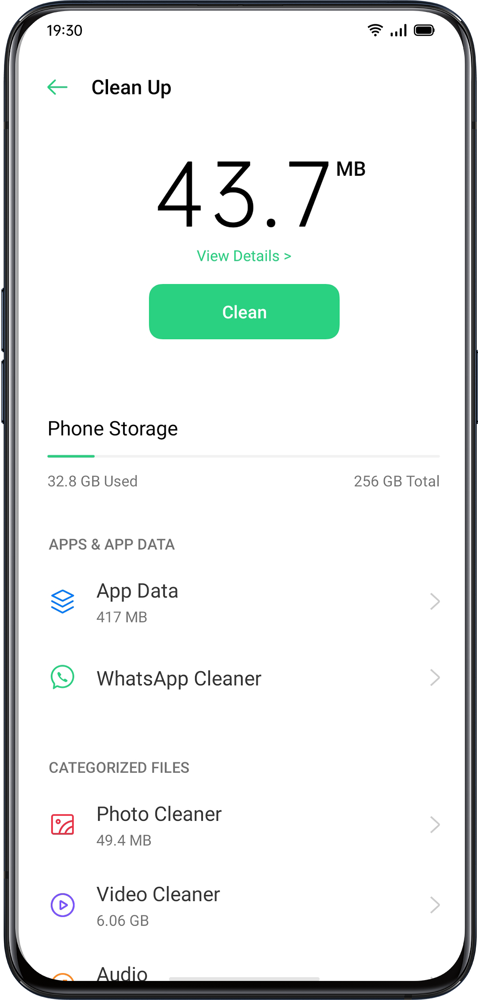 19:30
Clean Up
43.7 MB
View Details >
Clean
Phone Storage
32.8 GB Used
256 GB Total
APPS & APP DATA
App Data
417 MB
WhatsApp Cleaner
CATEGORIZED FILES
Photo Cleaner
49.4 MB
Video Cleaner
6.06 GB
Audio